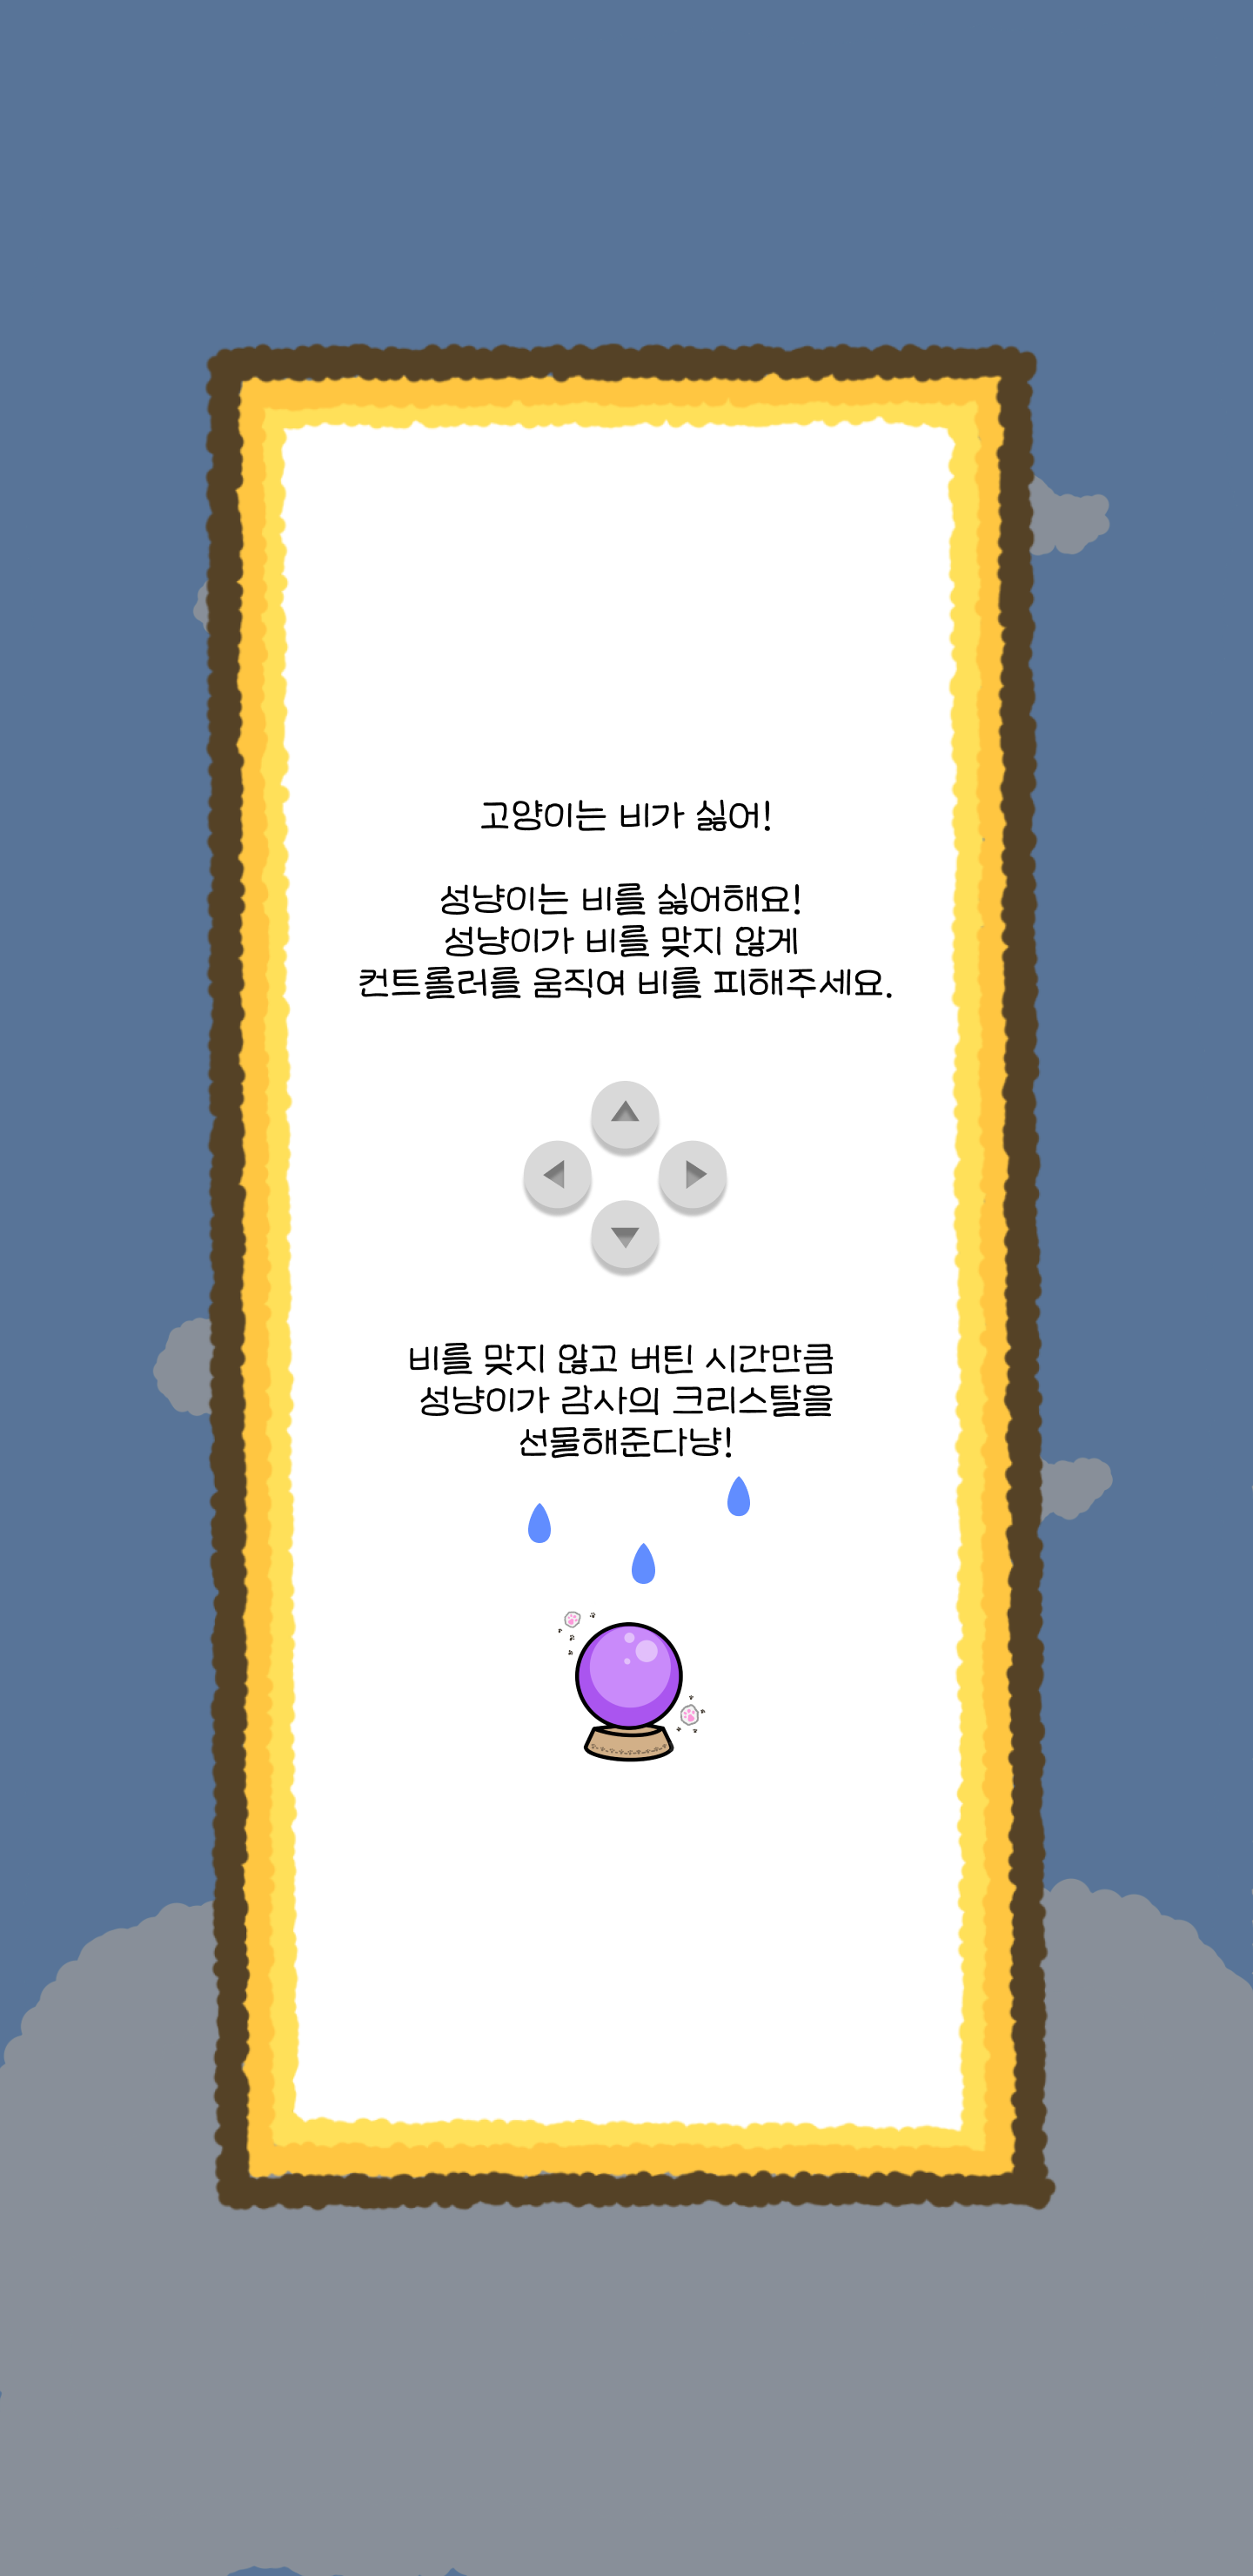 고양이는 비가 싫어!
성냥이는 비를 싫어해요!
성냥이가 비를 맞지 않게
컨트롤러를 움직여 비를 피해주세요.
비를 맞지 않고 버틴 시간만큼
성냥이가 감사의 크리스탈을
선물해준다냥!